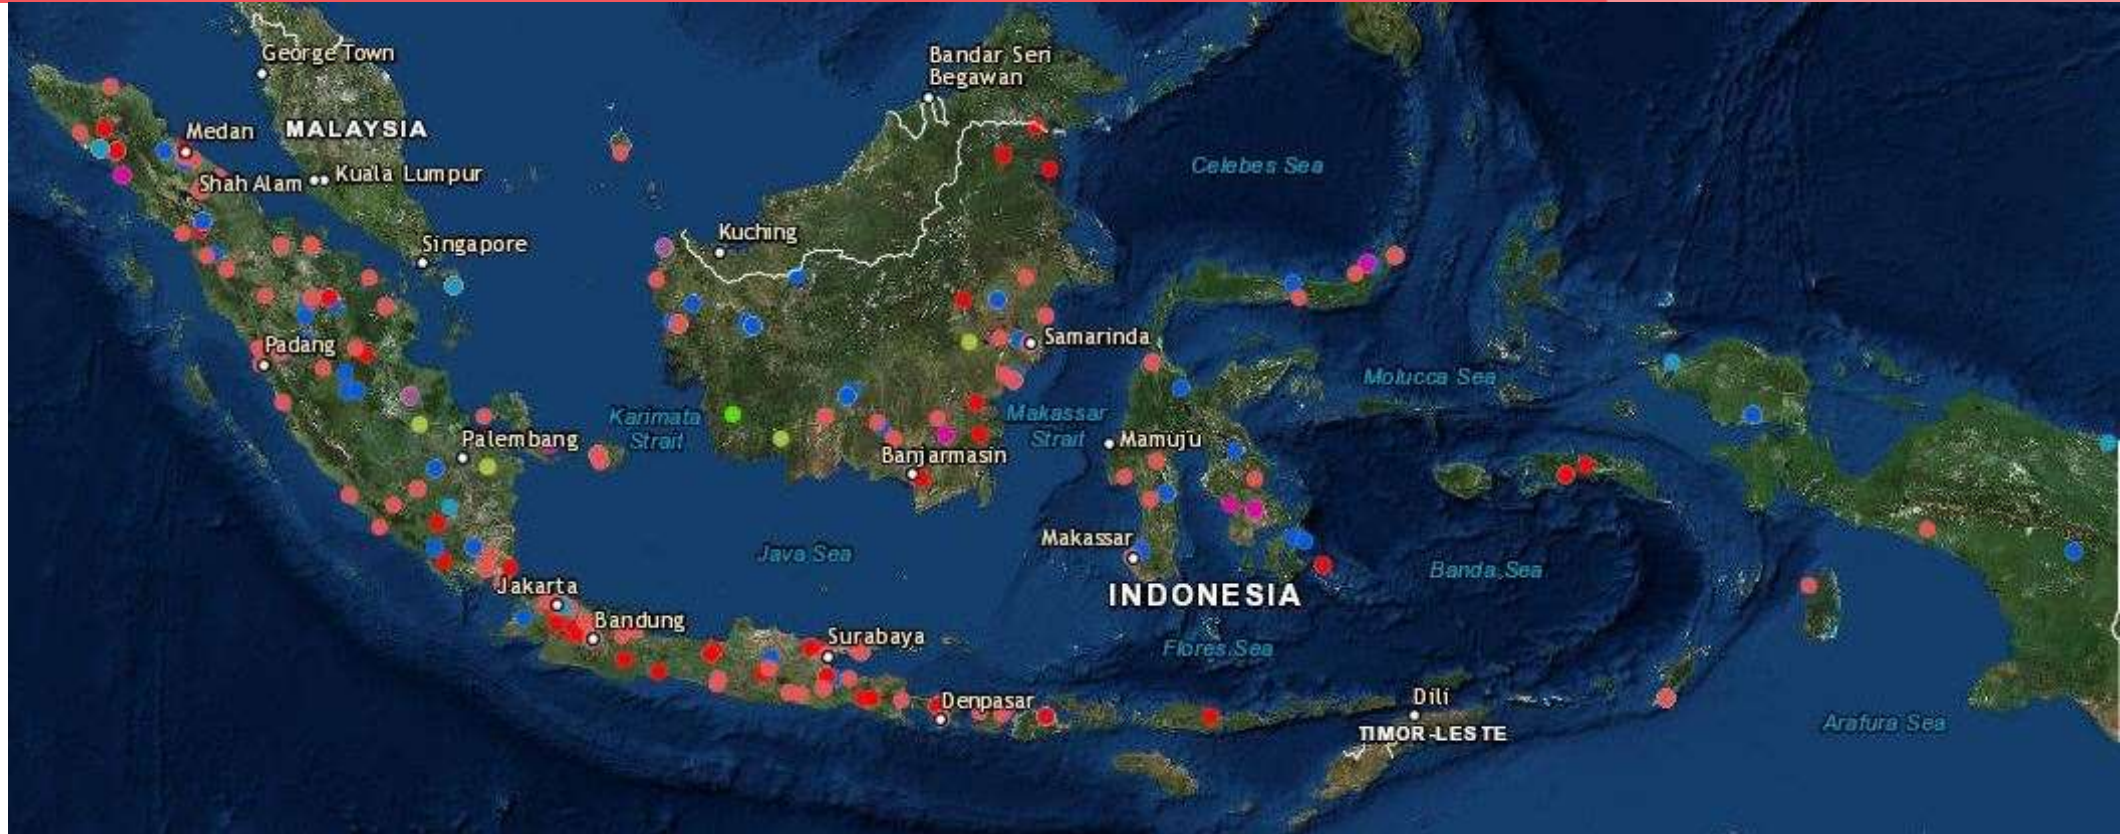 George Town
Bandar Seri
Begawan
Medan
MALAYSIA
Shah Alam
Kuala Lumpur
Celebes Sea
Kuching
Singapore
Samarinda
Padang
Molucca Sea
Karimata
Strait
Makassar
Strait
Palembang
Mamuju
Banjarmasin
Makassar
Java Sea
Banda Sea
Jakarta
INDONESIA
Bandung
Surabaya
Flores Sea
Denpasar
Dili
TIMOR-LESTE
Arafura Sea